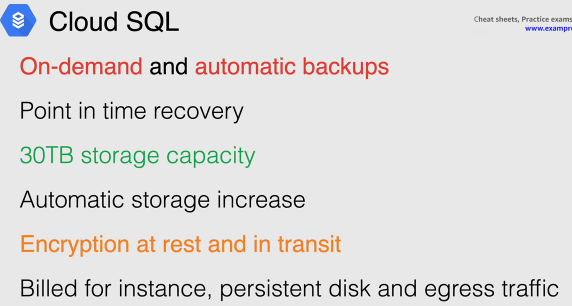 Cloud SQL
Cheat sheets, Practice exams
www.exampr
On-demand and automatic backups
Point in time recovery
30TB storage capacity
Automatic storage increase
Encryption at rest and in transit
Billed for instance, persistent disk and egress traffic